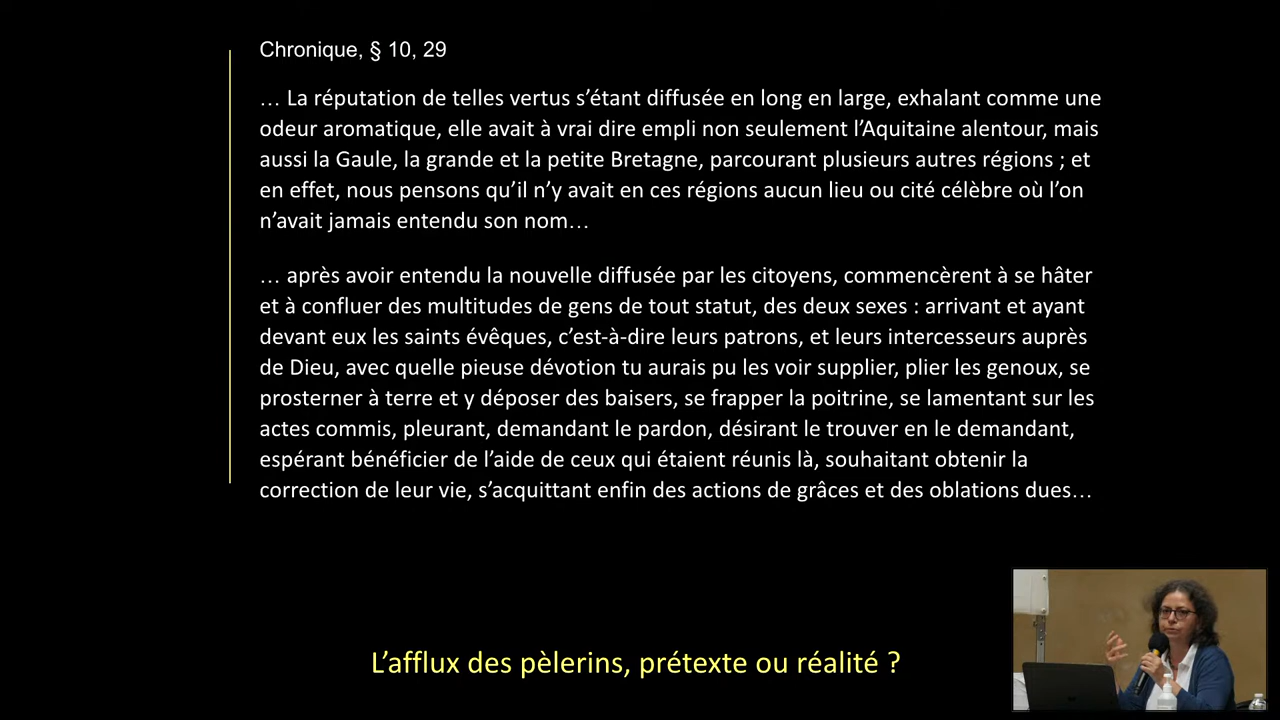 Chronique, § 10, 29
… La réputation de telles vertus s’étant diffusée en long en large, exhalant comme une
odeur aromatique, elle avait à vrai dire empli non seulement l’Aquitaine alentour, mais
aussi la Gaule, la grande et la petite Bretagne, parcourant plusieurs autres régions ; et
en effet, nous pensons qu’il n’y avait en ces régions aucun lieu ou cité célèbre où l’on
n’avait jamais entendu son nom…
… après avoir entendu la nouvelle diffusée par les citoyens, commencèrent à se hâter
et à confluer des multitudes de gens de tout statut, des deux sexes : arrivant et ayant
devant eux les saints évêques, c’est-à-dire leurs patrons, et leurs intercesseurs auprès
de Dieu, avec quelle pieuse dévotion tu aurais pu les voir supplier, plier les genoux, se
prosterner à terre et y déposer des baisers, se frapper la poitrine, se lamentant sur les
actes commis, pleurant, demandant le pardon, désirant le trouver en le demandant,
espérant bénéficier de l’aide de ceux qui étaient réunis là, souhaitant obtenir la
correction de leur vie, s’acquittant enfin des actions de grâces et des oblations dues…
L’afflux des pèlerins, prétexte ou réalité ?